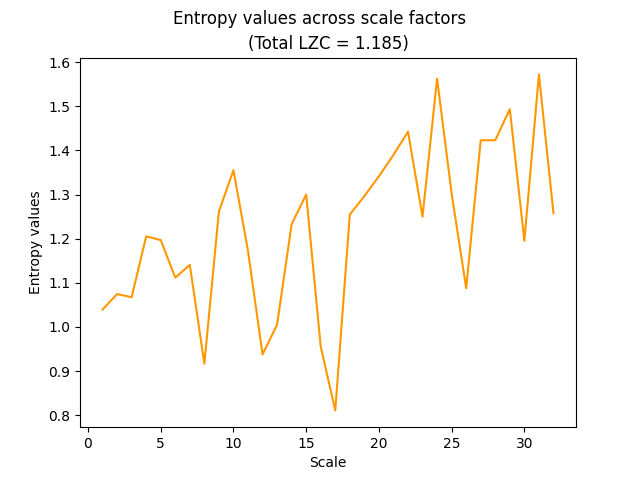 Entropy values across scale factors
(Total LZC = 1.185)
1.6
1.5
1.4
1.3
1.2
1.1
1.0
0.9
0.8
Entropy values
0 5 10 15 20 25 30
Scale